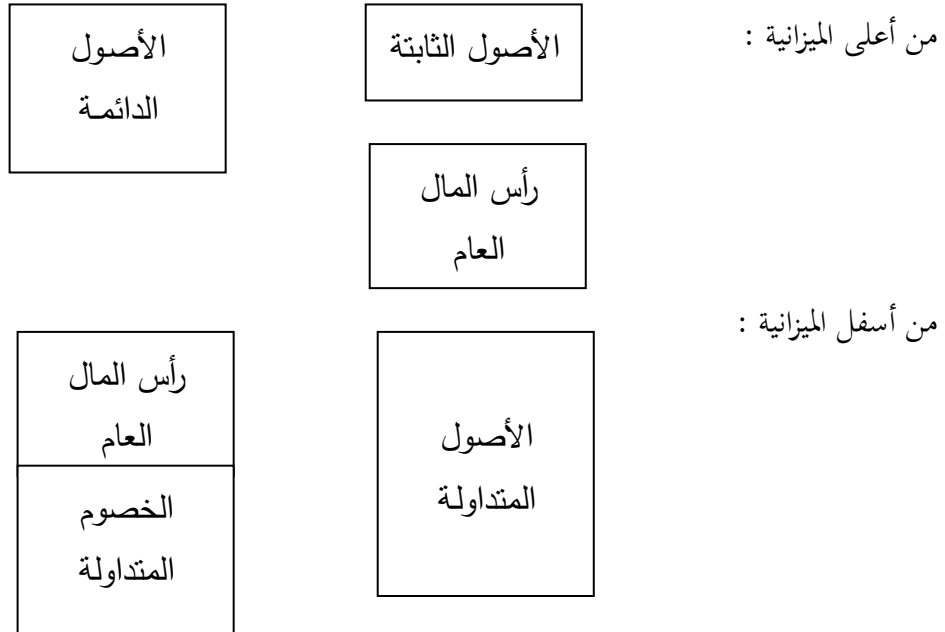 من أعلى الميزانية :
الأصول الثابتة
الأصول
الدائمة
رأس المال
العام
من أسفل الميزانية :
الأصول
المتداولة
رأس المال
العام
الخصوم
المتداولة